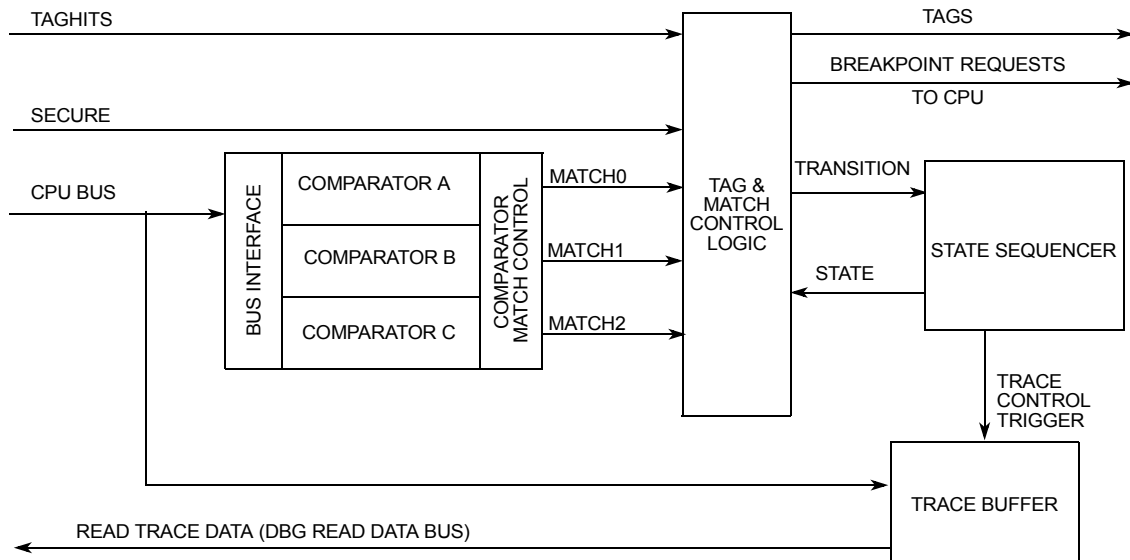 TAGHITS
TAGS
BREAKPOINT REQUESTS
TO CPU
SECURE
CPU BUS
BUS INTERFACE
COMPARATOR A
COMPARATOR B
COMPARATOR C
COMPARATOR
MATCH CONTROL
MATCH0
MATCH1
MATCH2
TAG &
MATCH
CONTROL
LOGIC
TRANSITION
STATE
STATE SEQUENCER
TRACE
CONTROL
TRIGGER
TRACE BUFFER
READ TRACE DATA (DBG READ DATA BUS)